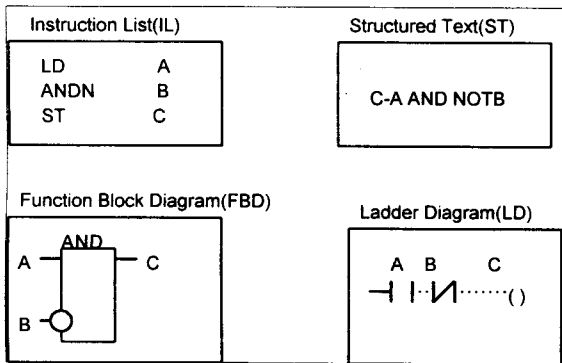 Instruction List(IL)
LD A
ANDN B
ST C
Structured Text(ST)
C-A AND NOTB
Function Block Diagram(FBD)
AND
A C
B
Ladder Diagram(LD)
A B C
( )